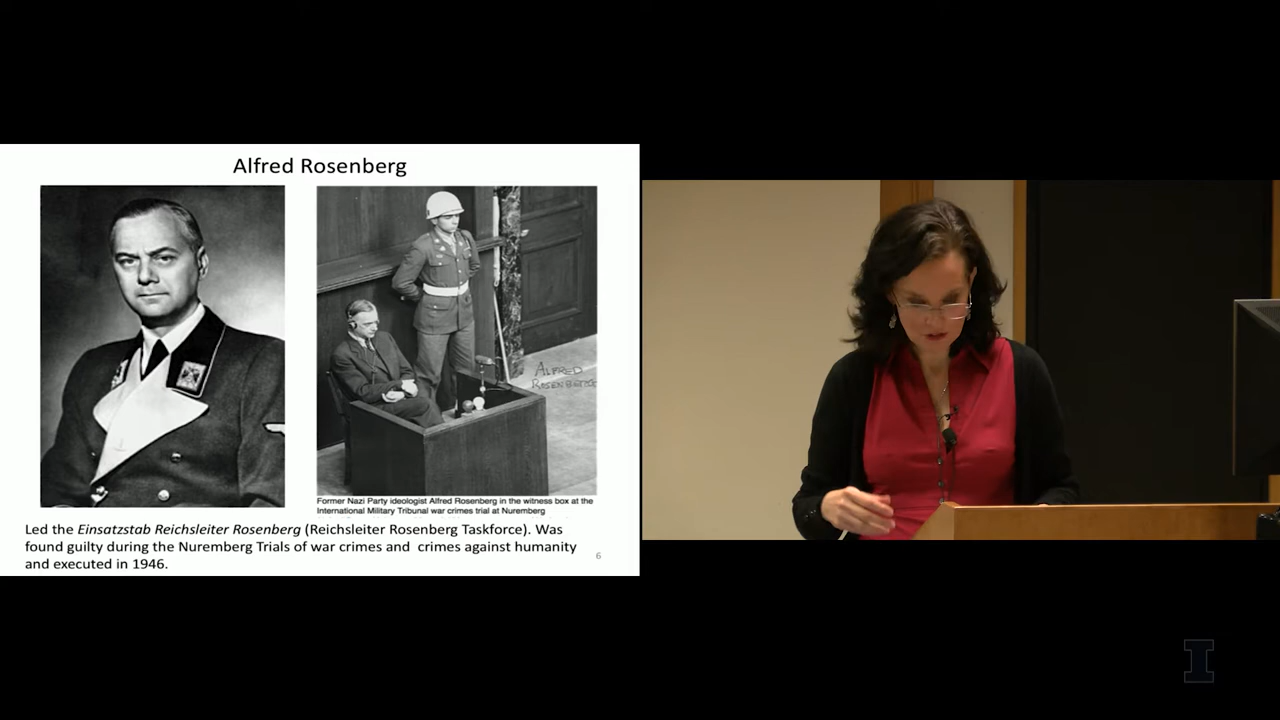 Alfred Rosenberg
ALFRED
ROSENBERG
Former Nazi Party ideologist Alfred Rosenberg in the witness box at the
International Military Tribunal war crimes trial at Nuremberg
Led the Einsatzstab Reichsleiter Rosenberg (Reichsleiter Rosenberg Taskforce). Was
found guilty during the Nuremberg Trials of war crimes and crimes against humanity
and executed in 1946.
6
I